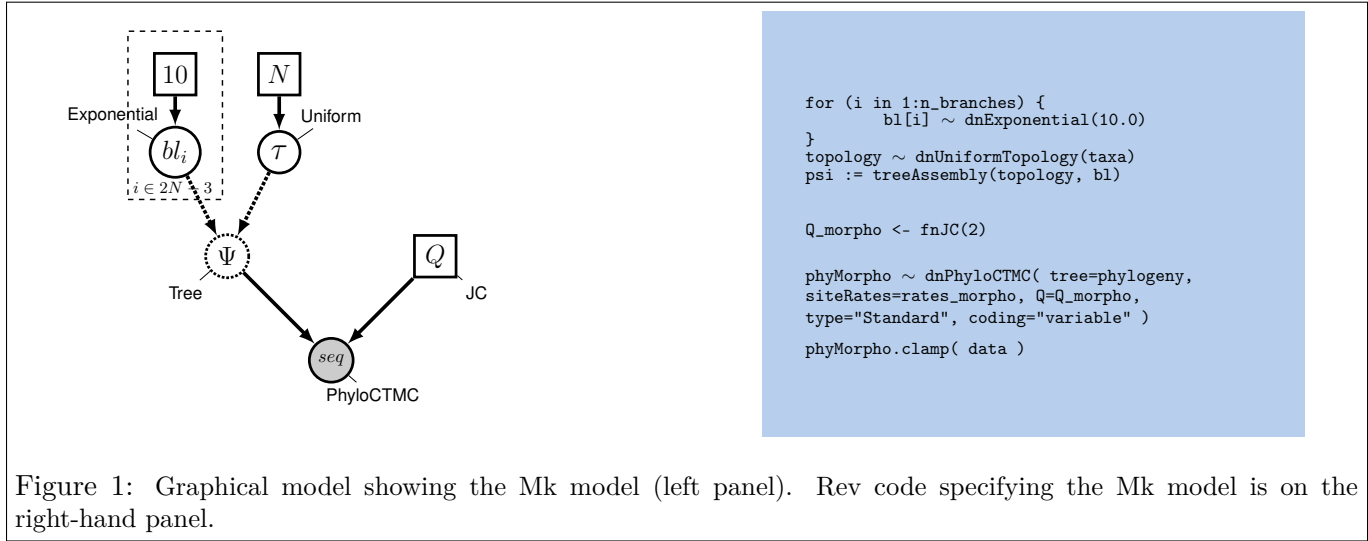 10
N
Exponential
Uniform
bl_i
τ
i ∈ 2N − 3
Ψ
Q
Tree
JC
seq
PhyloCTMC
for (i in 1:n_branches) {
bl[i] ∼ dnExponential(10.0)
}
topology ∼ dnUniformTopology(taxa)
psi := treeAssembly(topology, bl)
Q_morpho <- fnJC(2)
phyMorpho ∼ dnPhyloCTMC( tree=phylogeny,
siteRates=rates_morpho, Q=Q_morpho,
type="Standard", coding="variable" )
phyMorpho.clamp( data )
Figure 1: Graphical model showing the Mk model (left panel). Rev code specifying the Mk model is on the
right-hand panel.